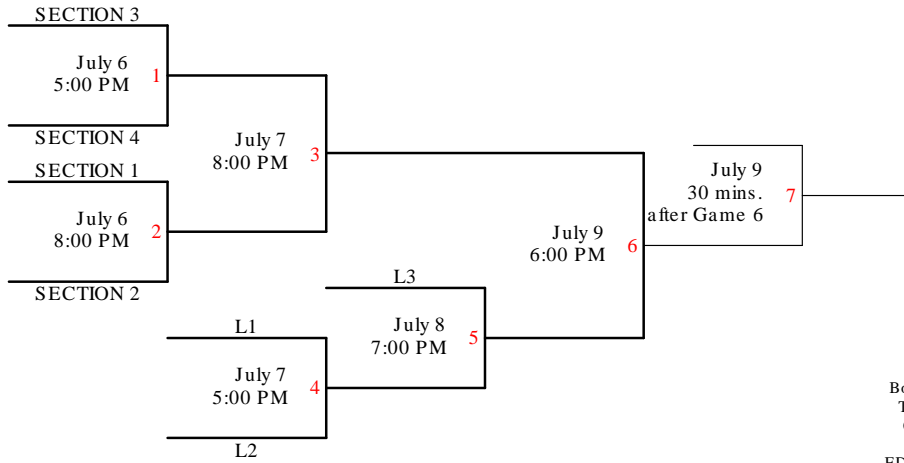 SECTION 3
July 6
5:00 PM
1
SECTION 4
SECTION 1
July 6
8:00 PM
2
SECTION 2
July 7
8:00 PM
3
L1
July 7
5:00 PM
4
L2
L3
July 8
7:00 PM
5
July 9
6:00 PM
6
July 9
30 mins.
after Game 6
7